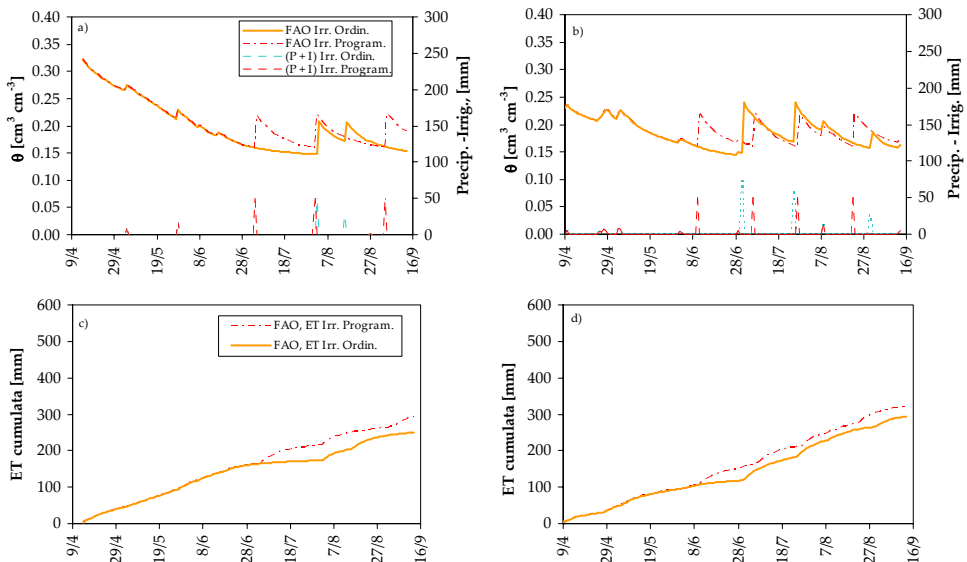 a)
FAO Irr. Ordin.
FAO Irr. Program.
(P + I) Irr. Ordin.
(P + I) Irr. Program.
0.40
0.35
0.30
0.25
0.20
0.15
0.10
0.05
0.00
θ [cm³ cm⁻³]
300
250
200
150
100
50
0
Precip. -Irrig,, [mm]
9/4 29/4 19/5 8/6 28/6 18/7 7/8 27/8 16/9
b)
0.40
0.35
0.30
0.25
0.20
0.15
0.10
0.05
0.00
θ [cm³ cm⁻³]
300
250
200
150
100
50
0
Precip. - Irrig. [mm]
9/4 29/4 19/5 8/6 28/6 18/7 7/8 27/8 16/9
c)
FAO, ET Irr. Program.
FAO, ET Irr. Ordin.
600
500
400
300
200
100
0
ET cumulata [mm]
9/4 29/4 19/5 8/6 28/6 18/7 7/8 27/8 16/9
d)
600
500
400
300
200
100
0
ET cumulata [mm]
9/4 29/4 19/5 8/6 28/6 18/7 7/8 27/8 16/9